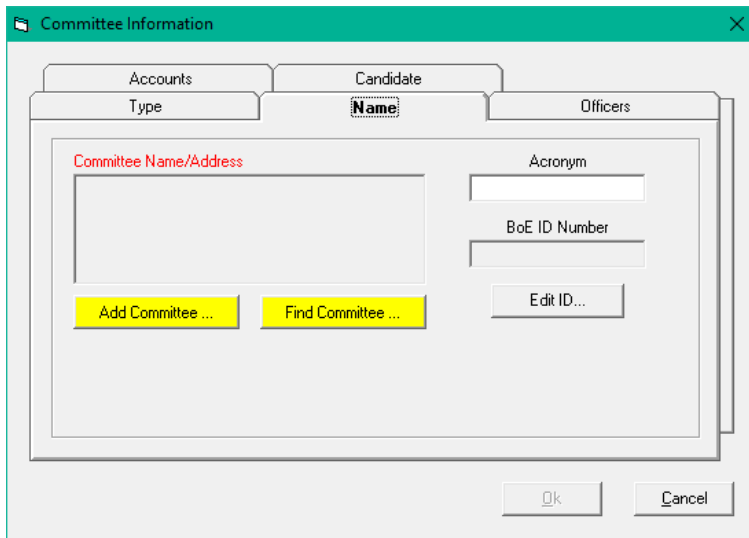 Committee Information
Accounts
Candidate
Type
Name
Officers
Committee Name/Address
Acronym
BoE ID Number
Add Committee ...
Find Committee ...
Edit ID...
Ok
Cancel